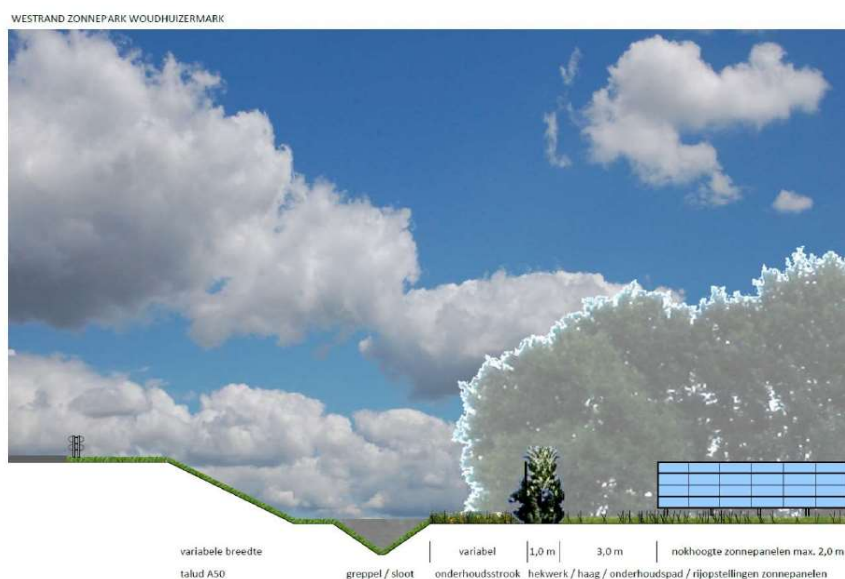 WESTRAND ZONNEPARK WOUDHUIZERMARK
variabele breedte | variabel | 1,0 m | 3,0 m | nokhoogte zonnepanelen max. 2,0 m
talud A50 greppel / sloot onderhoudsstrook hekwerk / haag / onderhoudspad / rijopstellingen zonnepanelen